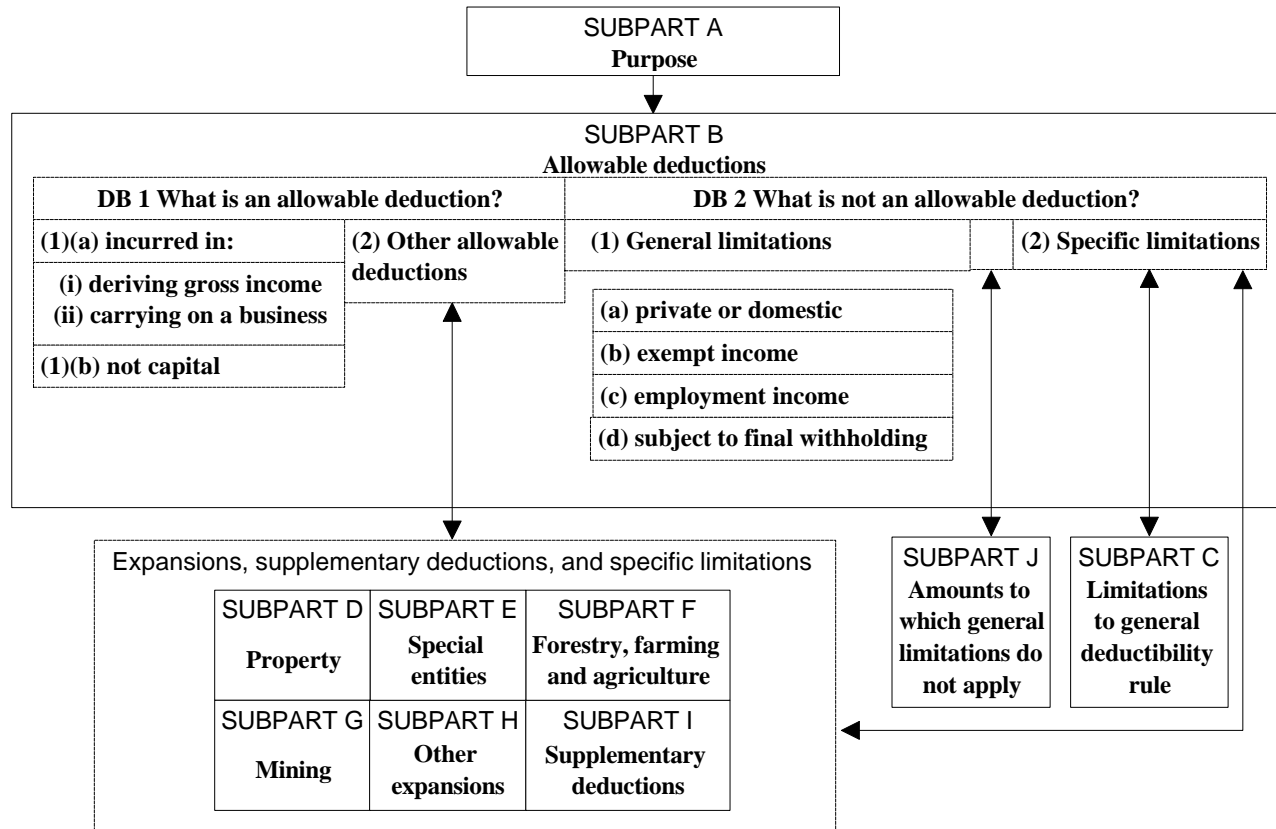 SUBPART A
Purpose
SUBPART B
Allowable deductions
DB 1 What is an allowable deduction?
(1)(a) incurred in:
(i) deriving gross income
(ii) carrying on a business
(1)(b) not capital
(2) Other allowable
deductions
DB 2 What is not an allowable deduction?
(1) General limitations
(2) Specific limitations
(a) private or domestic
(b) exempt income
(c) employment income
(d) subject to final withholding
Expansions, supplementary deductions, and specific limitations
SUBPART D
Property
SUBPART E
Special
entities
SUBPART F
Forestry, farming
and agriculture
SUBPART G
Mining
SUBPART H
Other
expansions
SUBPART I
Supplementary
deductions
SUBPART J
Amounts to
which general
limitations do
not apply
SUBPART C
Limitations
to general
deductibility
rule